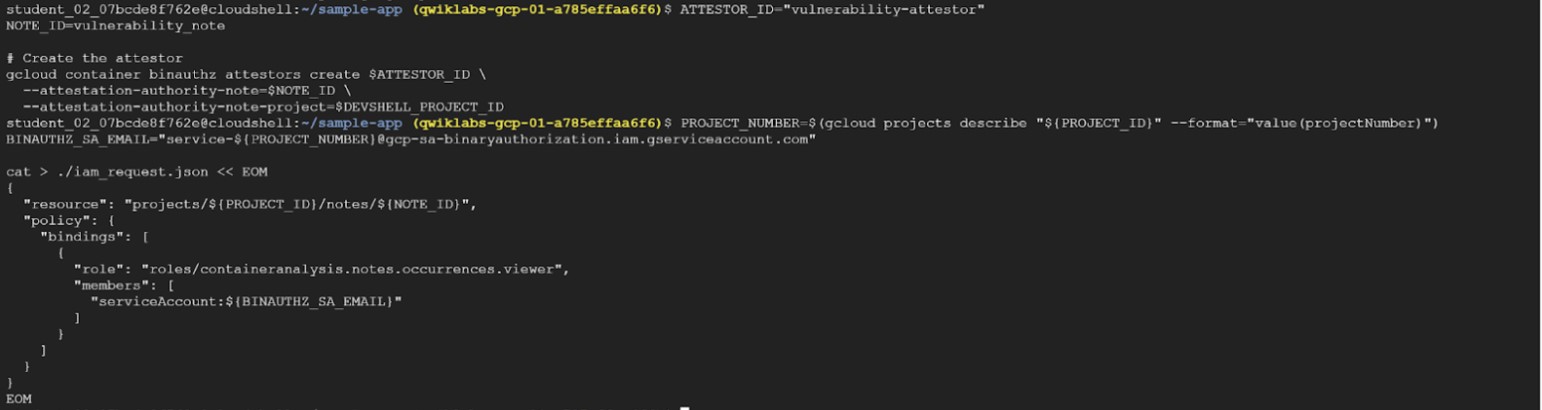 student_02_07bcde8f762e@cloudshell:~/sample-app (qwiklabs-gcp-01-a785effaa6f6)$ ATTESTOR_ID="vulnerability-attestor"
NOTE_ID=vulnerability_note
# Create the attestor
gcloud container binauthz attestors create $ATTESTOR_ID \
  --attestation-authority-note=$NOTE_ID \
  --attestation-authority-note-project=$DEVSHELL_PROJECT_ID
student_02_07bcde8f762e@cloudshell:~/sample-app (qwiklabs-gcp-01-a785effaa6f6)$ PROJECT_NUMBER=$(gcloud projects describe "${PROJECT_ID}" --format="value(projectNumber)")
BINAUTHZ_SA_EMAIL="service-${PROJECT_NUMBER}@gcp-sa-binaryauthorization.iam.gserviceaccount.com"
cat > ./iam_request.json << EOM
{
  "resource": "projects/${PROJECT_ID}/notes/${NOTE_ID}",
  "policy": {
    "bindings": [
      {
        "role": "roles/containeranalysis.notes.occurrences.viewer",
        "members": [
          "serviceAccount:${BINAUTHZ_SA_EMAIL}"
        ]
      }
    ]
  }
}
EOM